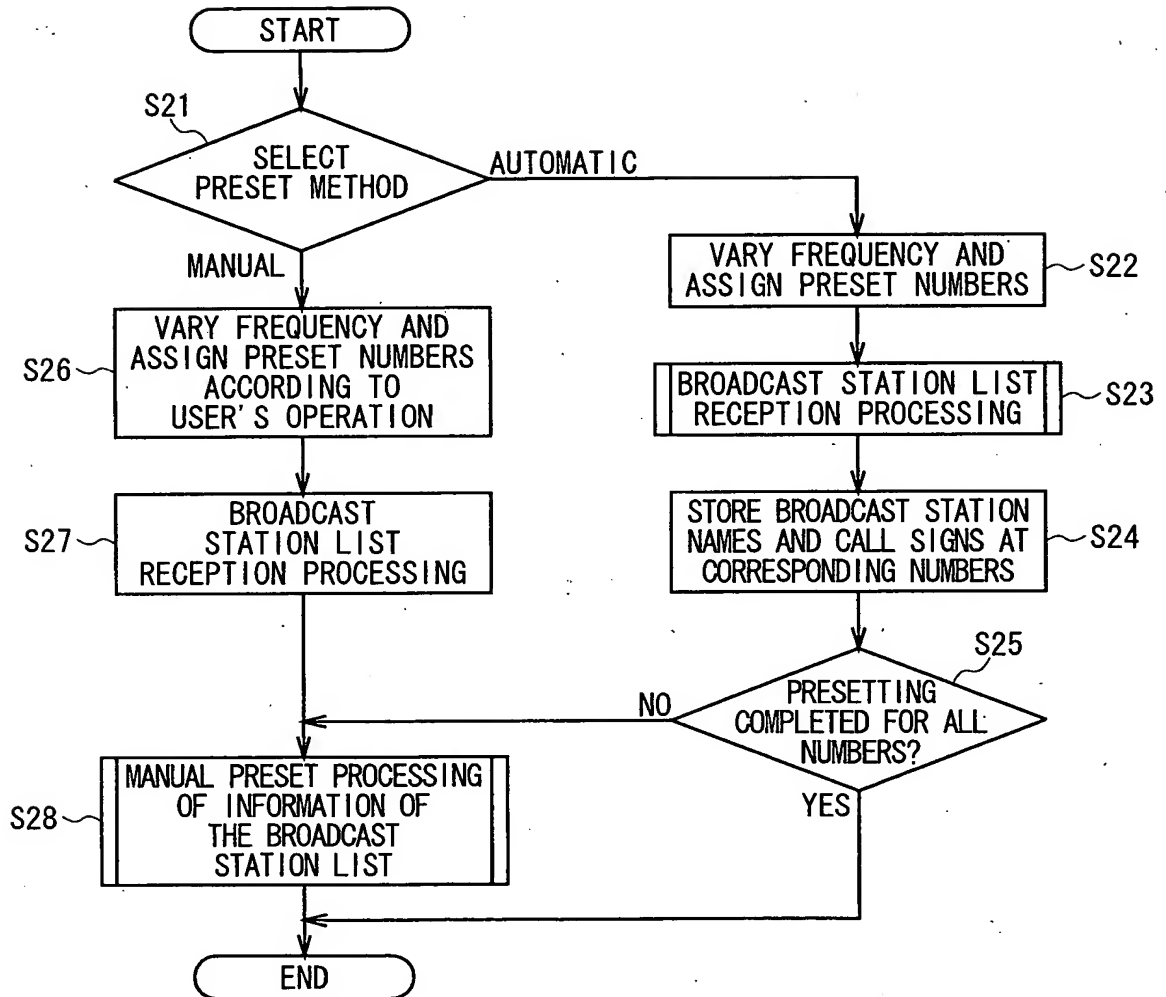 START
S21
SELECT
PRESET METHOD
AUTOMATIC
MANUAL
VARY FREQUENCY AND
ASSIGN PRESET NUMBERS
S22
VARY FREQUENCY AND
ASSIGN PRESET NUMBERS
ACCORDING TO
USER'S OPERATION
S26
BROADCAST STATION LIST
RECEPTION PROCESSING
S23
BROADCAST
STATION LIST
RECEPTION PROCESSING
S27
STORE BROADCAST STATION
NAMES AND CALL SIGNS AT
CORRESPONDING NUMBERS
S24
S25
PRESETTING
COMPLETED FOR ALL
NUMBERS?
NO
YES
MANUAL PRESET PROCESSING
OF INFORMATION OF
THE BROADCAST
STATION LIST
S28
END